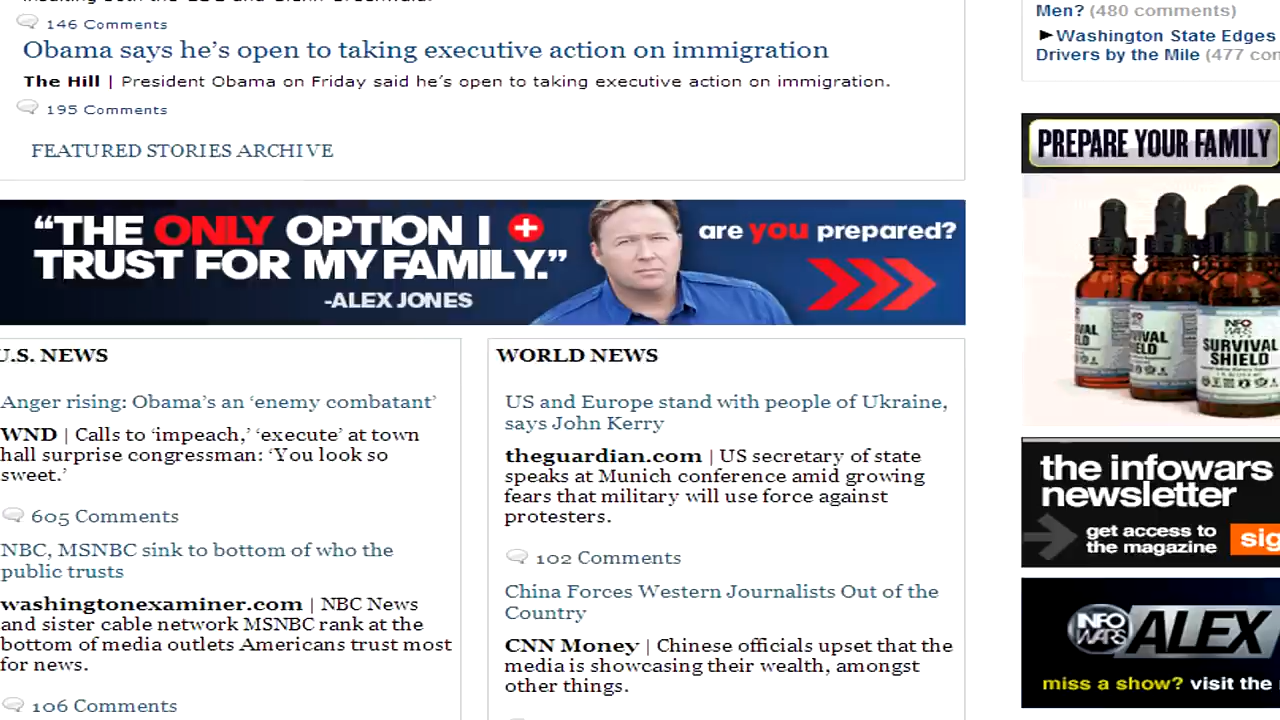 146 Comments
Obama says he’s open to taking executive action on immigration
The Hill | President Obama on Friday said he’s open to taking executive action on immigration.
195 Comments
FEATURED STORIES ARCHIVE
“THE ONLY OPTION I
TRUST FOR MY FAMILY.”
-ALEX JONES
are you prepared?
U.S. NEWS
Anger rising: Obama’s an ‘enemy combatant’
WND | Calls to ‘impeach,’ ‘execute’ at town
hall surprise congressman: ‘You look so
sweet.’
605 Comments
NBC, MSNBC sink to bottom of who the
public trusts
washingtonexaminer.com | NBC News
and sister cable network MSNBC rank at the
bottom of media outlets Americans trust most
for news.
106 Comments
WORLD NEWS
US and Europe stand with people of Ukraine,
says John Kerry
theguardian.com | US secretary of state
speaks at Munich conference amid growing
fears that military will use force against
protesters.
102 Comments
China Forces Western Journalists Out of the
Country
CNN Money | Chinese officials upset that the
media is showcasing their wealth, amongst
other things.
Men? (480 comments)
►Washington State Edges
Drivers by the Mile (477 con
PREPARE YOUR FAMILY
INFO
WARS
SURVIVAL
SHIELD
the infowars
newsletter
get access to
the magazine
sig
INFO
WARS
ALEX
miss a show? visit the